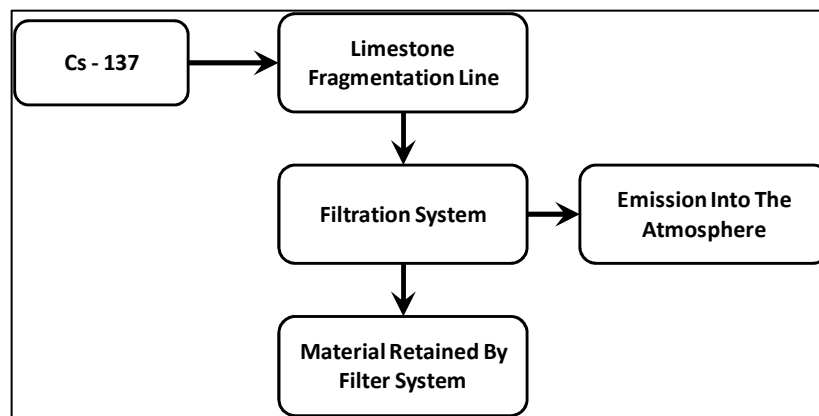 Cs - 137
Limestone
Fragmentation Line
Filtration System
Emission Into The
Atmosphere
Material Retained By
Filter System